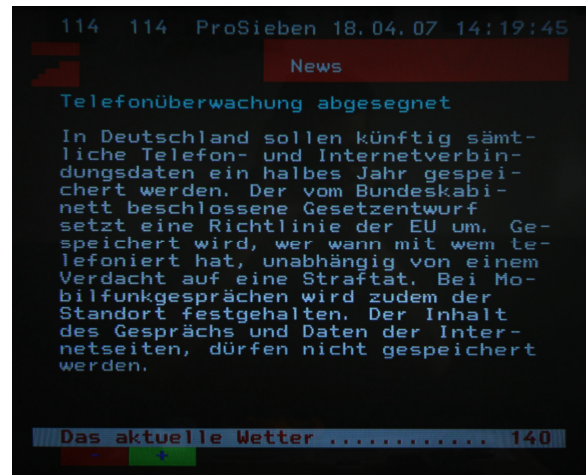 114 114 ProSieben 18.04.07 14:19:45
News
Telefonüberwachung abgesegnet
In Deutschland sollen künftig sämt-
liche Telefon- und Internetverbin-
dungsdaten ein halbes Jahr gespei-
chert werden. Der vom Bundeskabi-
nett beschlossene Gesetzentwurf
setzt eine Richtlinie der EU um. Ge-
speichert wird, wer wann mit wem te-
lefoniert hat, unabhängig von einem
Verdacht auf eine Straftat. Bei Mo-
bilfunkgesprächen wird zudem der
Standort festgehalten. Der Inhalt
des Gesprächs und Daten der Inter-
netseiten, dürfen nicht gespeichert
werden.
Das aktuelle Wetter ............ 140
- +